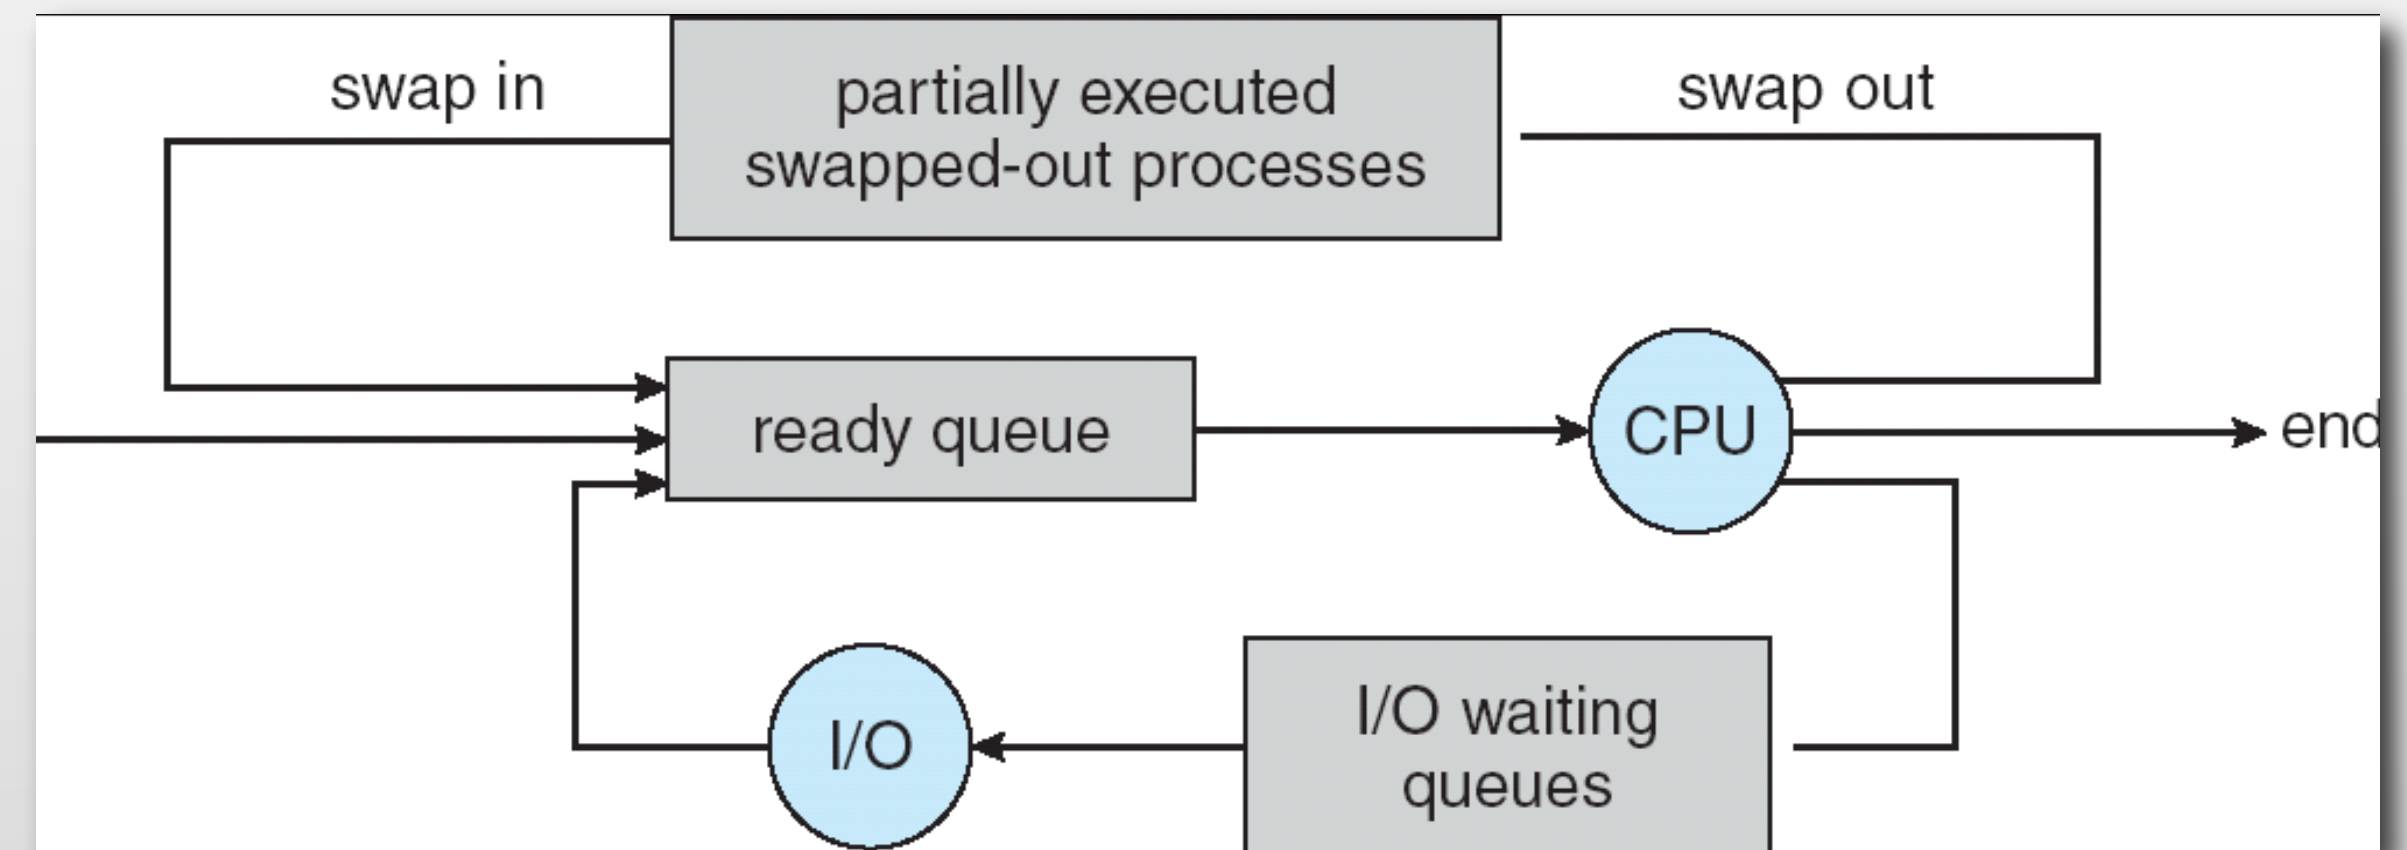 swap in
partially executed
swapped-out processes
swap out
ready queue
CPU
end
I/O
I/O waiting
queues